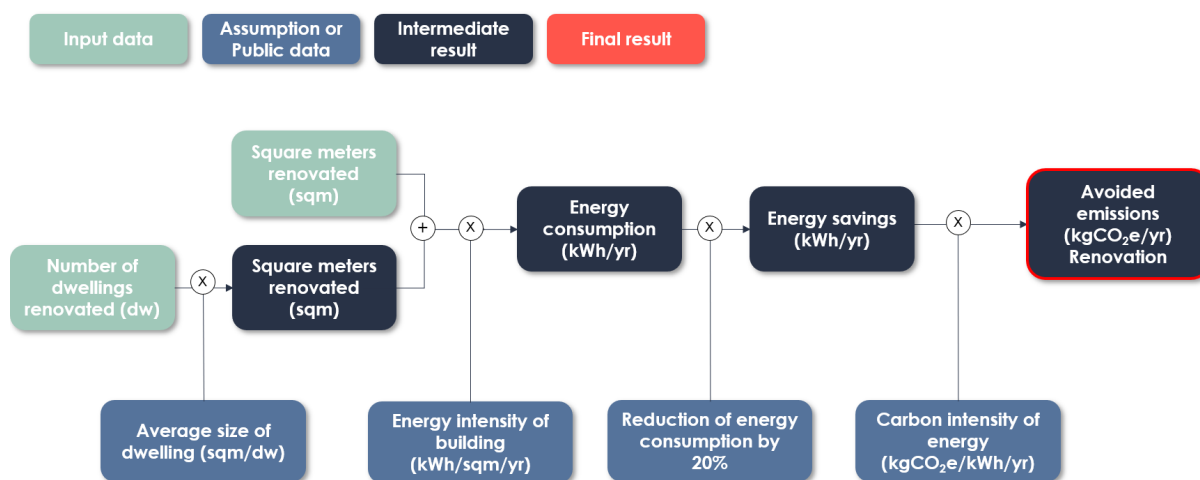 Input data
Assumption or
Public data
Intermediate
result
Final result
Square meters
renovated
(sqm)
Number of
dwellings
renovated (dw)
X
Square meters
renovated
(sqm)
+
X
Energy
consumption
(kWh/yr)
X
Energy savings
(kWh/yr)
X
Avoided
emissions
(kgCO₂e/yr)
Renovation
Average size of
dwelling (sqm/dw)
Energy intensity of
building
(kWh/sqm/yr)
Reduction of energy
consumption by
20%
Carbon intensity of
energy
(kgCO₂e/kWh/yr)